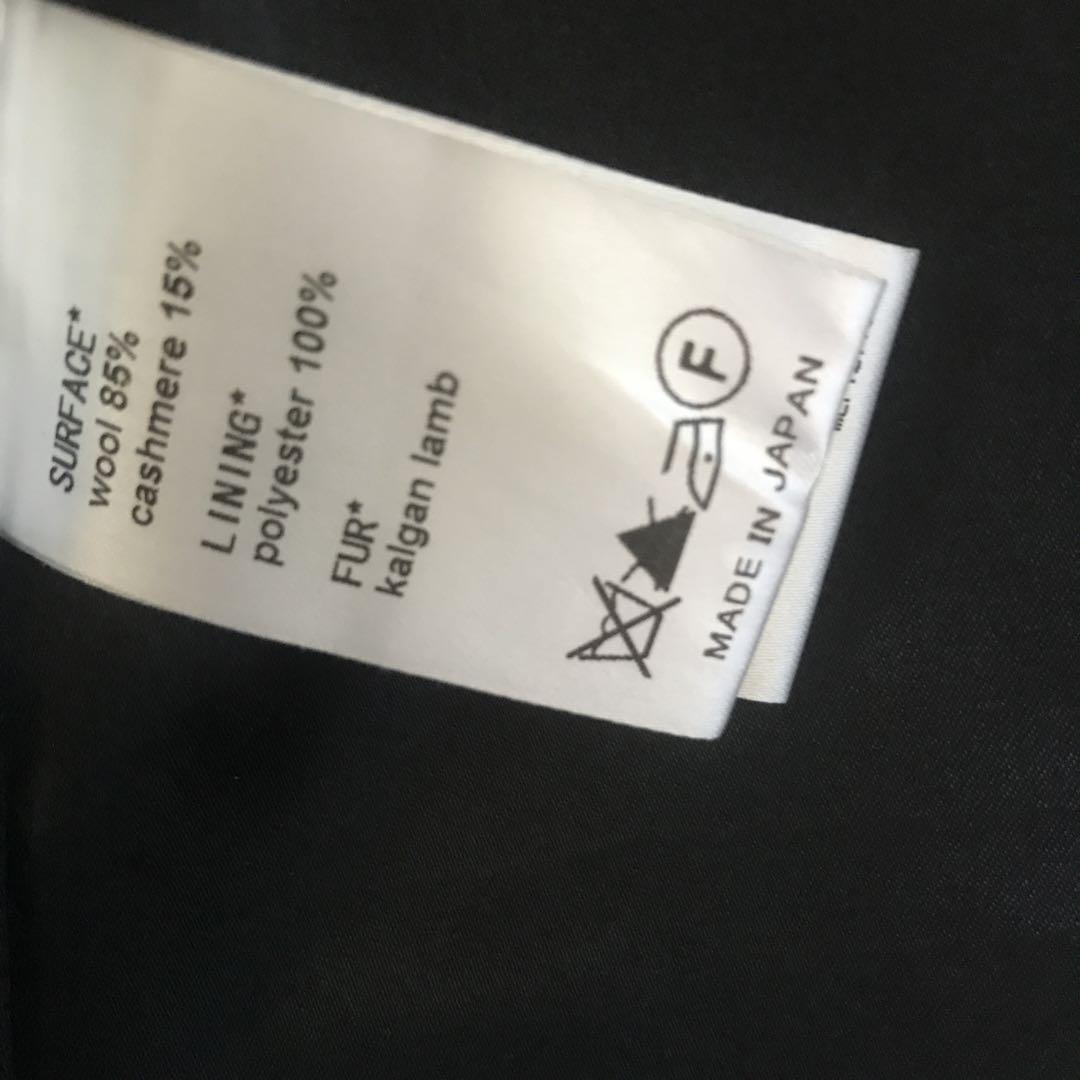 SURFACE*
wool 85%
cashmere 15%
LINING*
polyester 100%
FUR*
kalgan lamb
F
MADE IN JAPAN